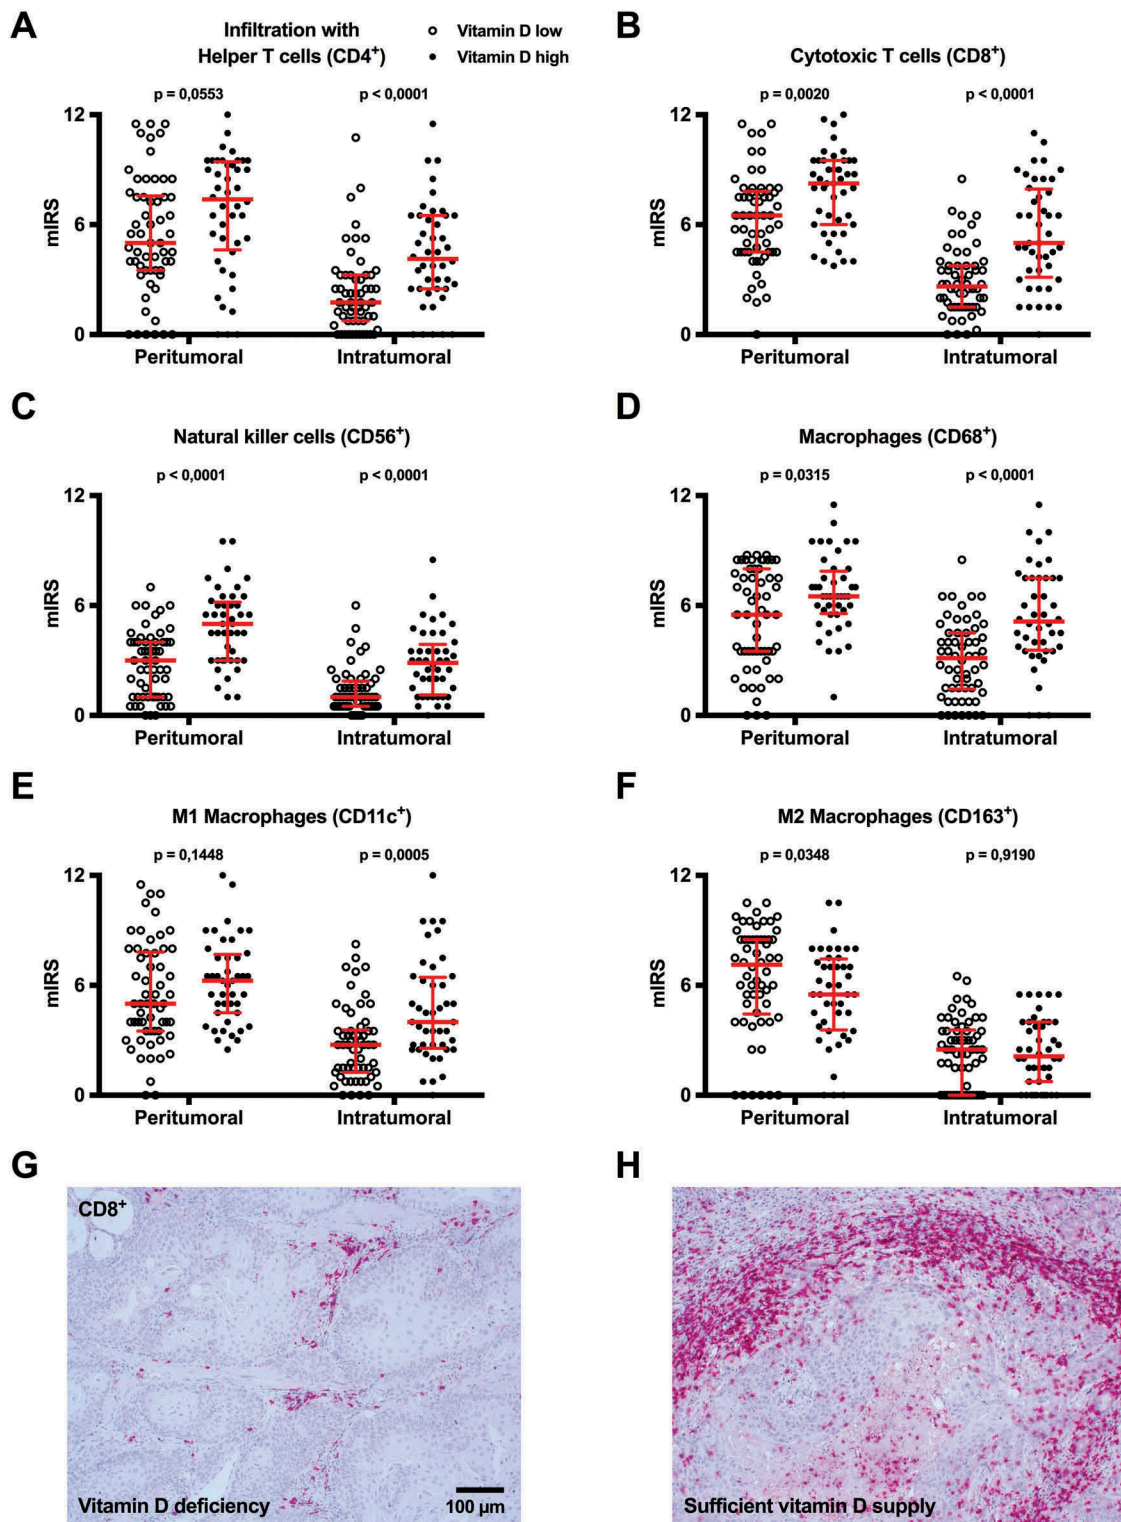 A
Infiltration with
Helper T cells (CD4+)
Vitamin D low
Vitamin D high
p = 0,0553
p < 0,0001
12
6
0
mIRS
Peritumoral
Intratumoral
B
Cytotoxic T cells (CD8+)
p = 0,0020
p < 0,0001
12
6
0
mIRS
Peritumoral
Intratumoral
C
Natural killer cells (CD56+)
p < 0,0001
p < 0,0001
12
6
0
mIRS
Peritumoral
Intratumoral
D
Macrophages (CD68+)
p = 0,0315
p < 0,0001
12
6
0
mIRS
Peritumoral
Intratumoral
E
M1 Macrophages (CD11c+)
p = 0,1448
p = 0,0005
12
6
0
mIRS
Peritumoral
Intratumoral
F
M2 Macrophages (CD163+)
p = 0,0348
p = 0,9190
12
6
0
mIRS
Peritumoral
Intratumoral
G
CD8+
Vitamin D deficiency
100 µm
H
Sufficient vitamin D supply